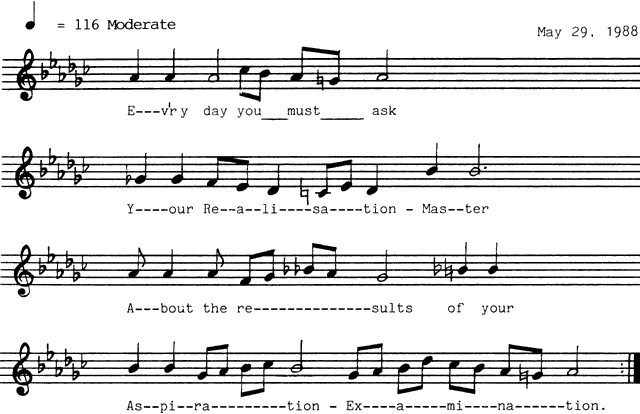 = 116 Moderate
May 29. 1988
E---v'ry day you___must_____ ask
Y----our Re--a--li----sa----tion - Mas--ter
A---bout the re---------------sults of your
As--pi--ra----------tion - Ex----a-----mi----na------tion.